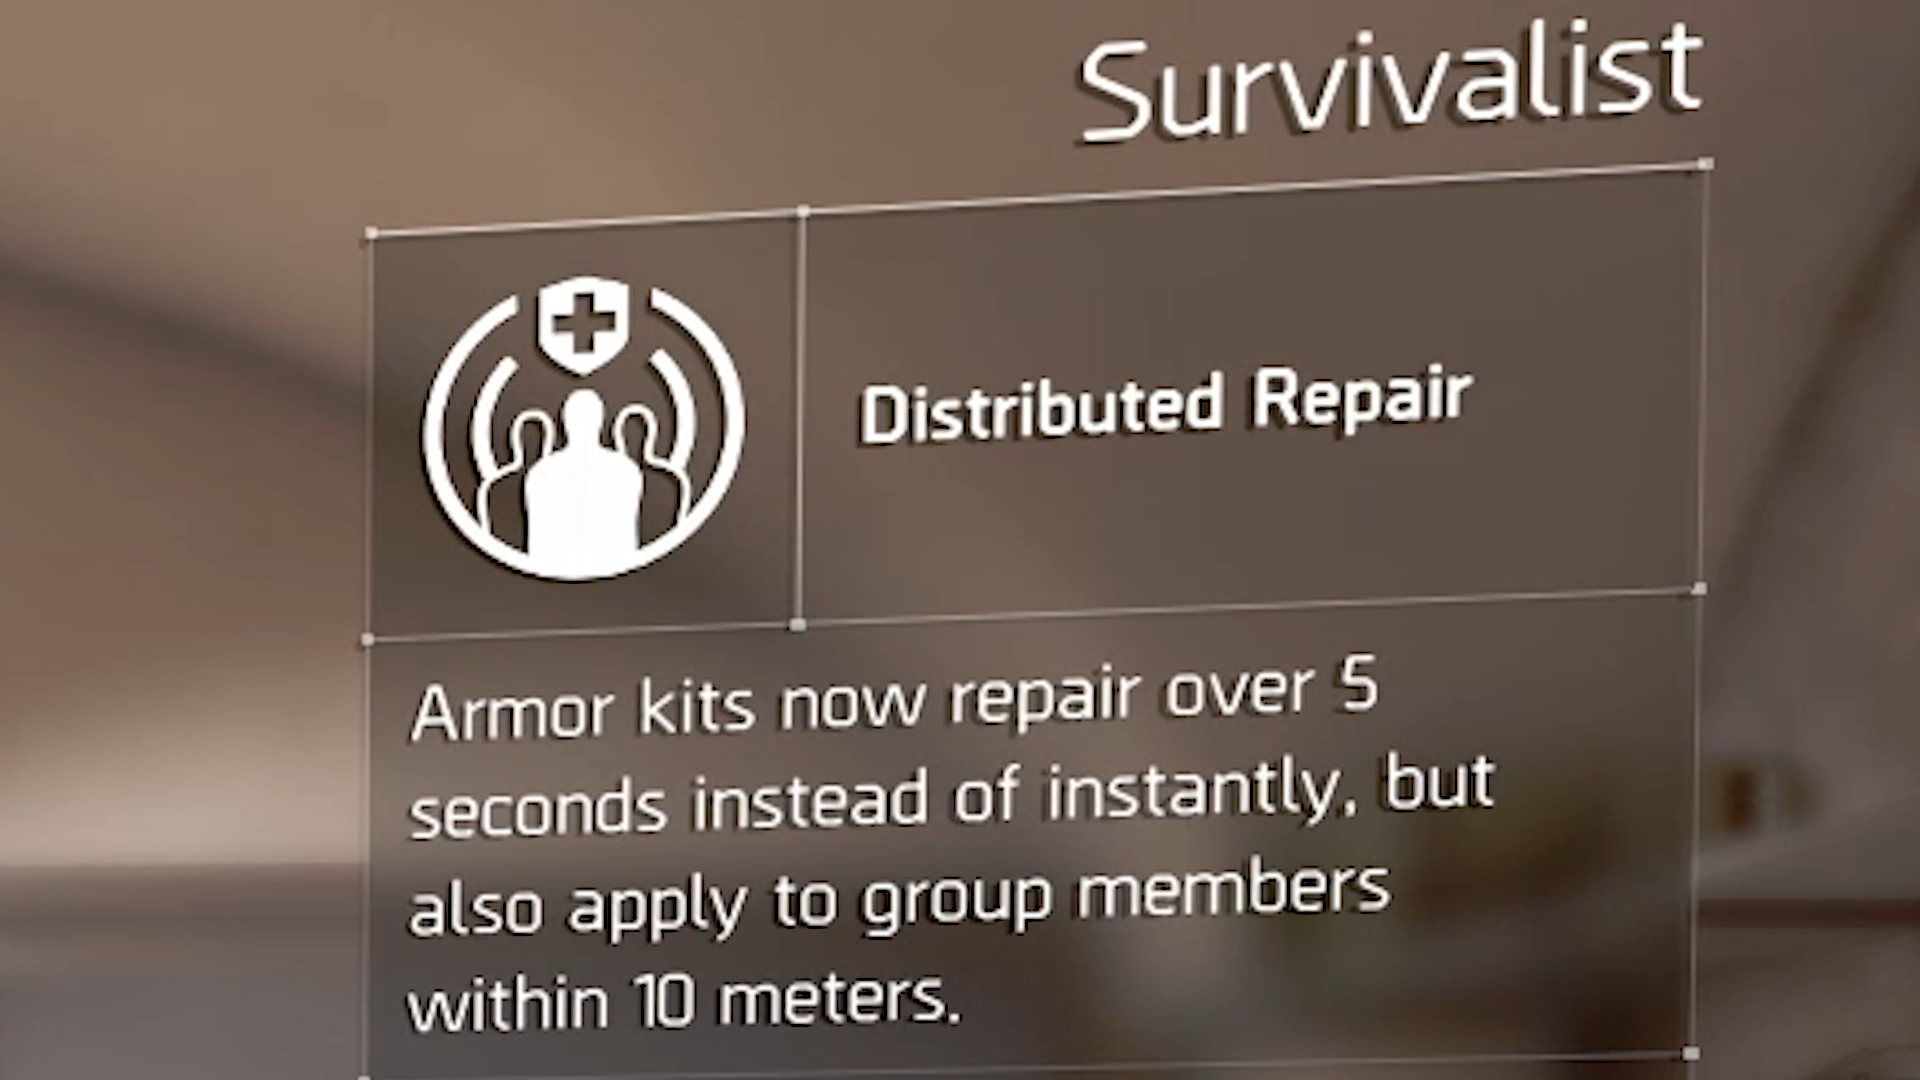 Survivalist
Distributed Repair
Armor kits now repair over 5
seconds instead of instantly, but
also apply to group members
within 10 meters.